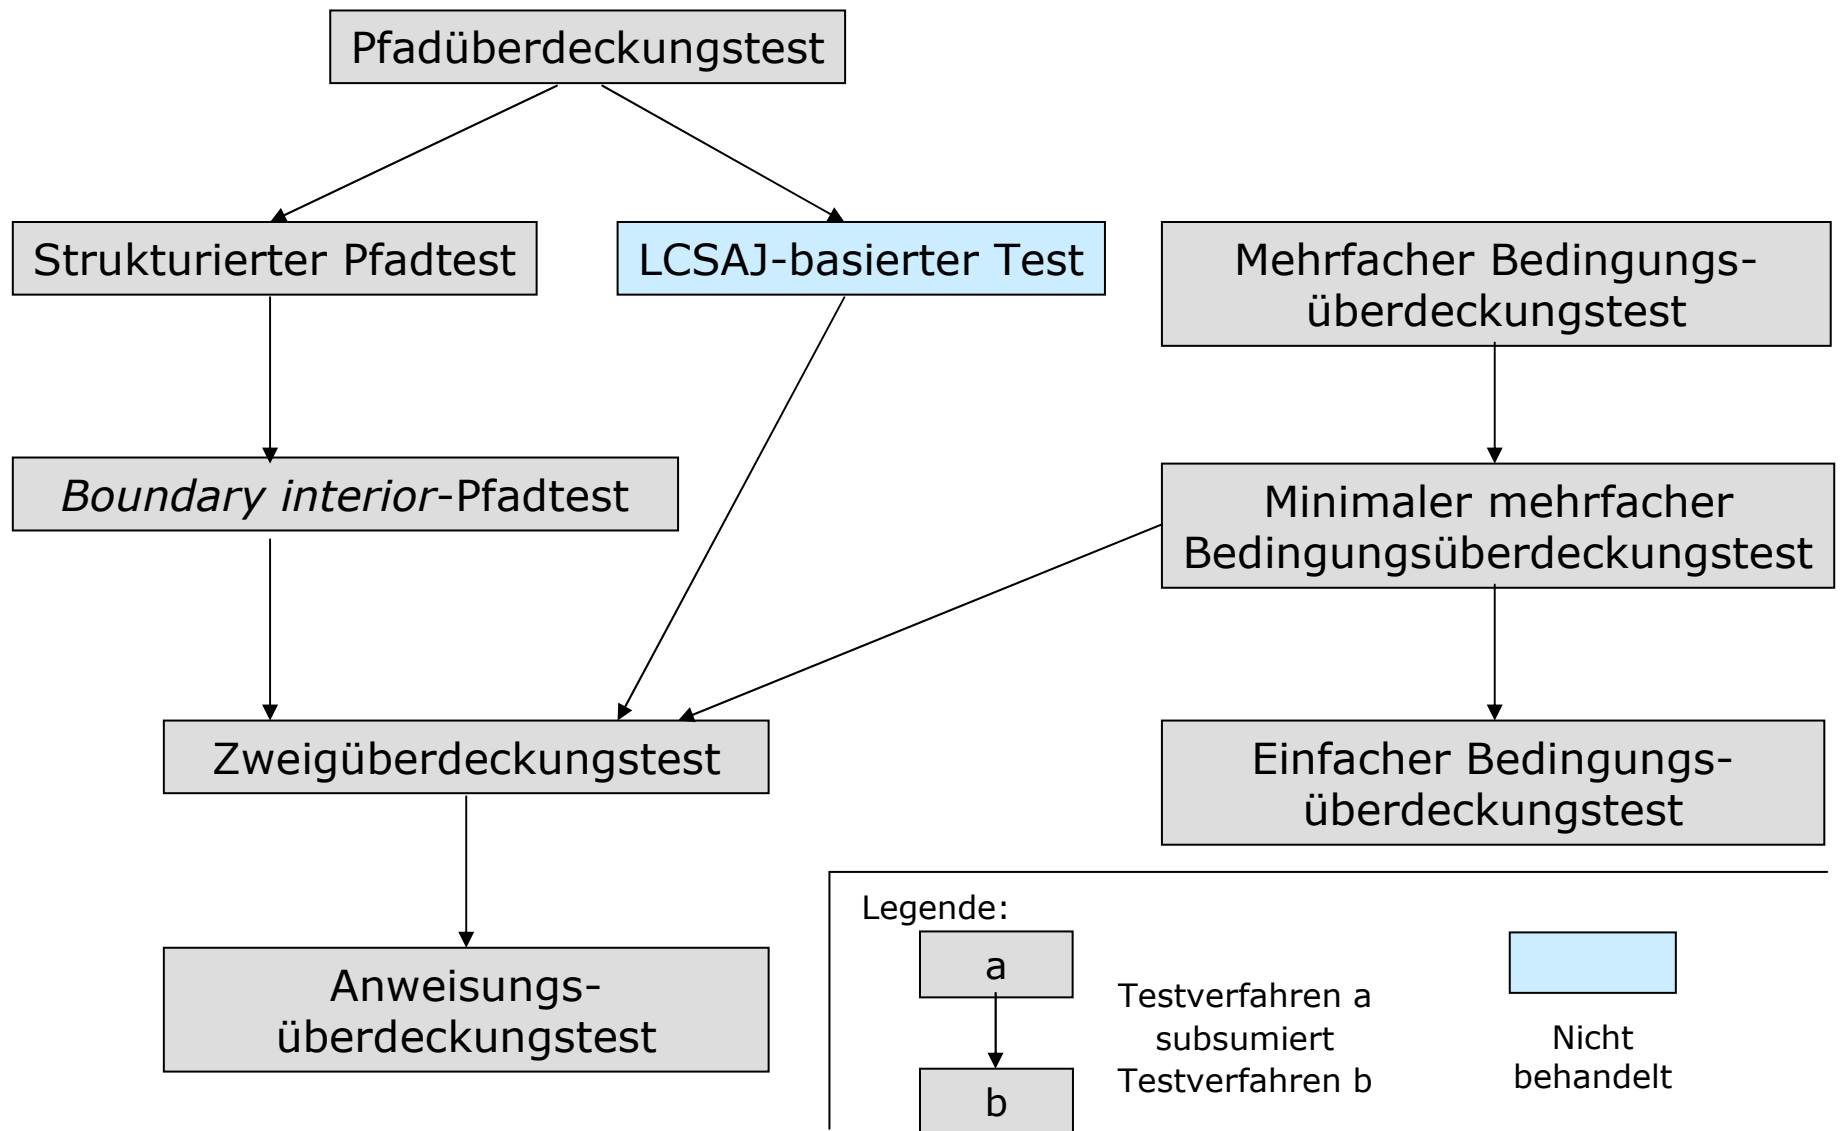 Pfadüberdeckungstest
Strukturierter Pfadtest
LCSAJ-basierter Test
Mehrfacher Bedingungs-
überdeckungstest
Boundary interior-Pfadtest
Minimaler mehrfacher
Bedingungsüberdeckungstest
Zweigüberdeckungstest
Einfacher Bedingungs-
überdeckungstest
Anweisungs-
überdeckungstest
Legende:
a
b
Testverfahren a
subsumiert
Testverfahren b
Nicht
behandelt